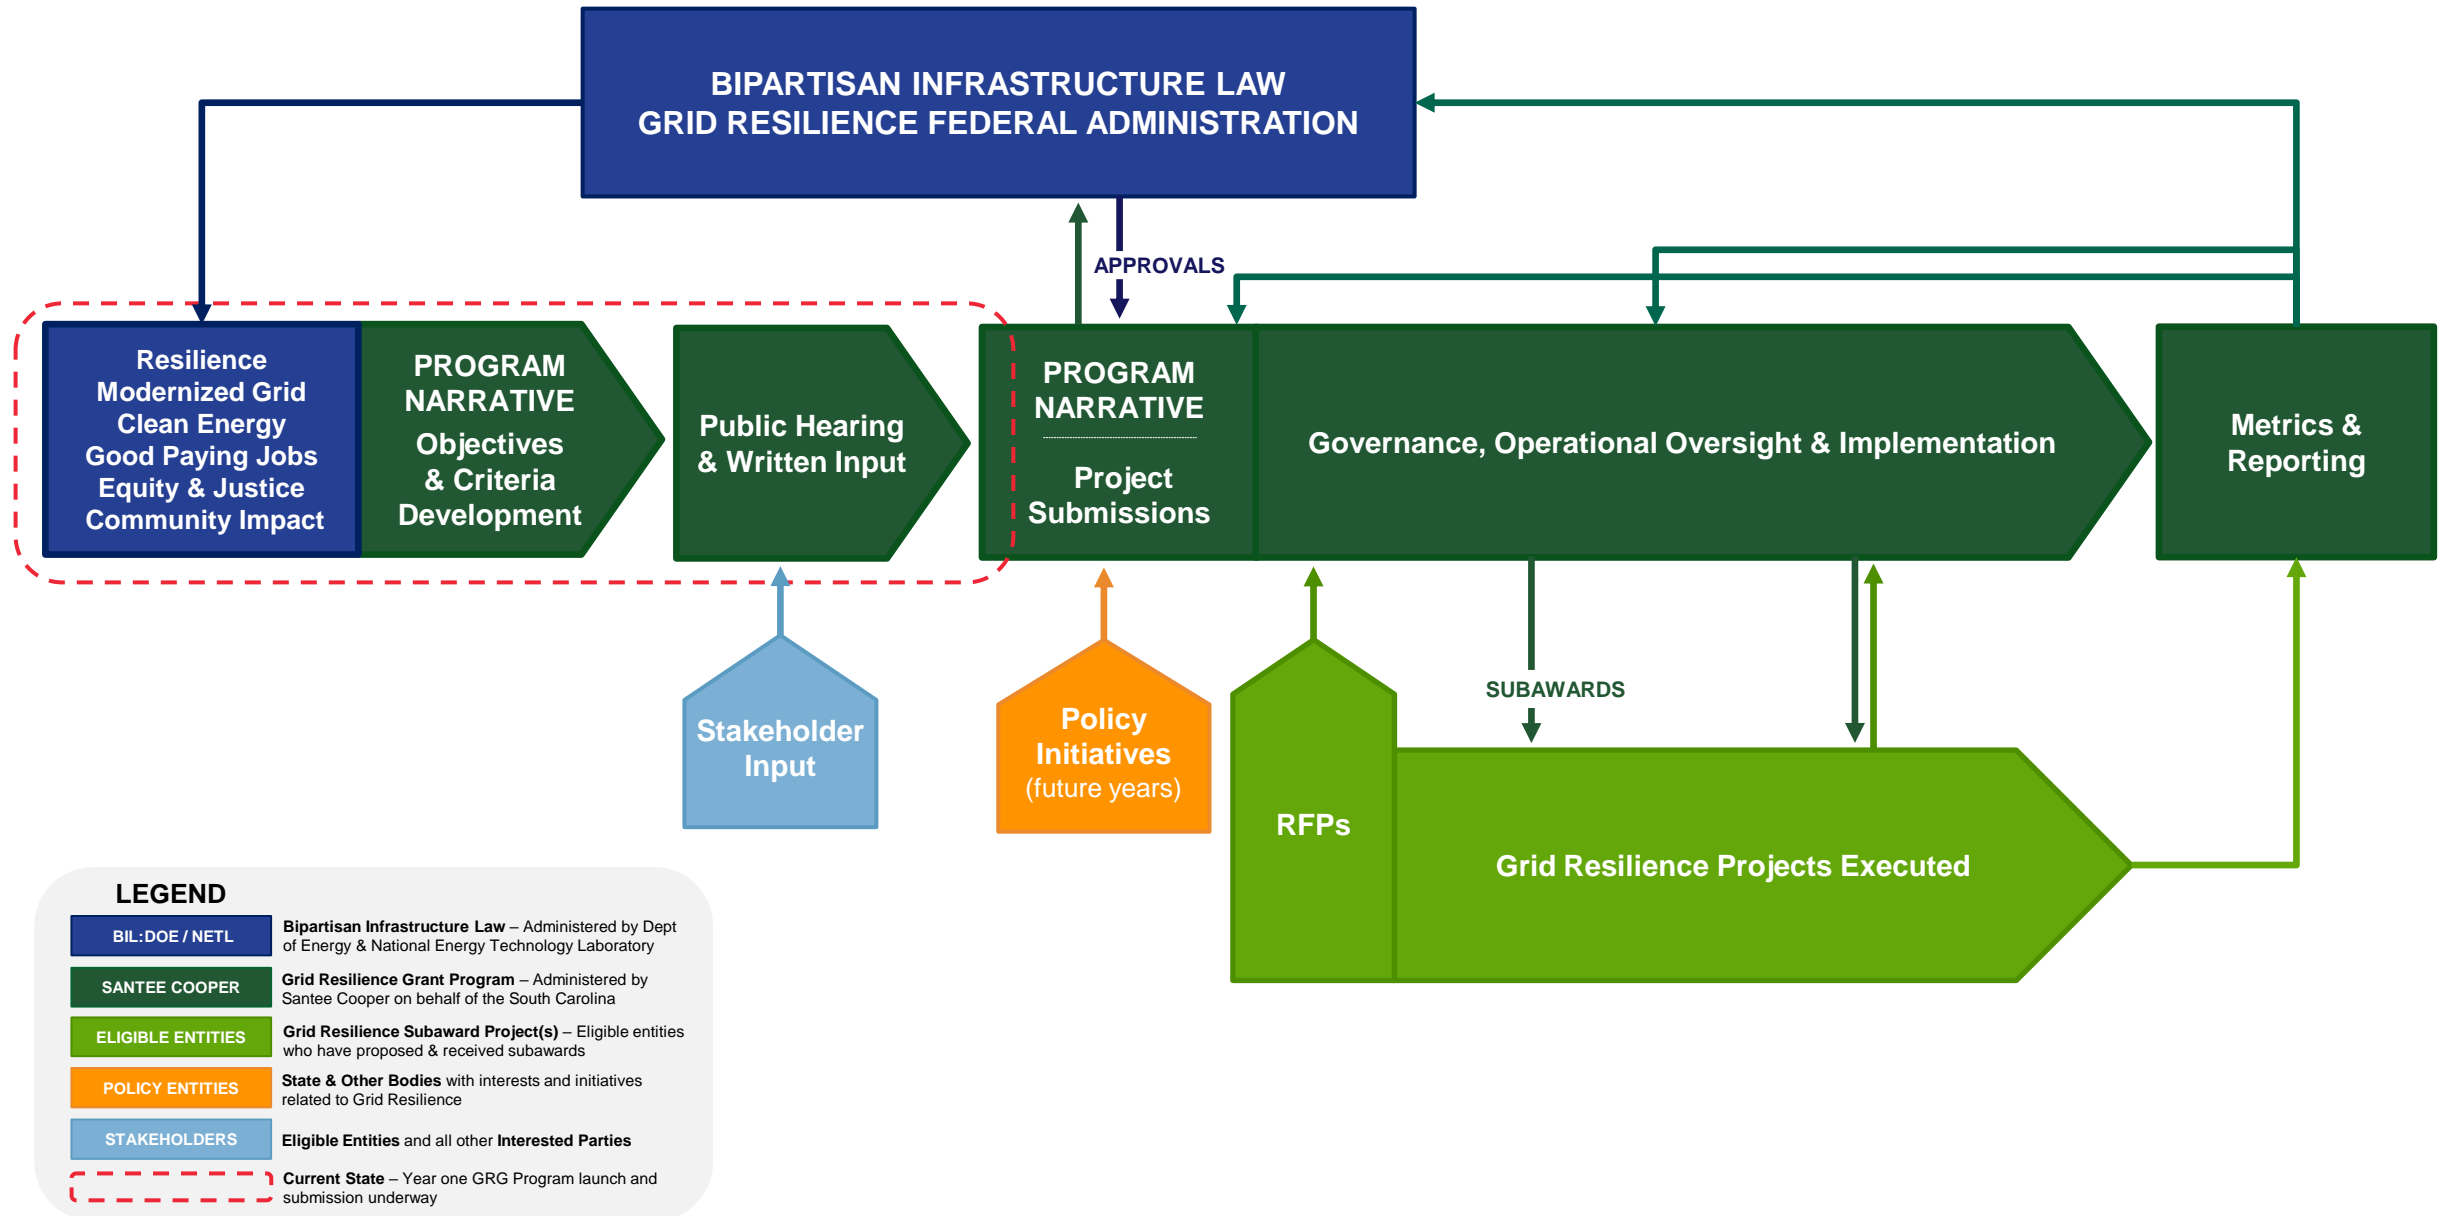 BIPARTISAN INFRASTRUCTURE LAW
GRID RESILIENCE FEDERAL ADMINISTRATION
APPROVALS
Resilience
Modernized Grid
Clean Energy
Good Paying Jobs
Equity & Justice
Community Impact
PROGRAM
NARRATIVE
Objectives
& Criteria
Development
Public Hearing
& Written Input
PROGRAM
NARRATIVE
Project
Submissions
Governance, Operational Oversight & Implementation
Metrics &
Reporting
Stakeholder
Input
Policy
Initiatives
(future years)
RFPs
SUBAWARDS
Grid Resilience Projects Executed
LEGEND
BIL:DOE / NETL
Bipartisan Infrastructure Law – Administered by Dept
of Energy & National Energy Technology Laboratory
SANTEE COOPER
Grid Resilience Grant Program – Administered by
Santee Cooper on behalf of the South Carolina
ELIGIBLE ENTITIES
Grid Resilience Subaward Project(s) – Eligible entities
who have proposed & received subawards
POLICY ENTITIES
State & Other Bodies with interests and initiatives
related to Grid Resilience
STAKEHOLDERS
Eligible Entities and all other Interested Parties
Current State – Year one GRG Program launch and
submission underway